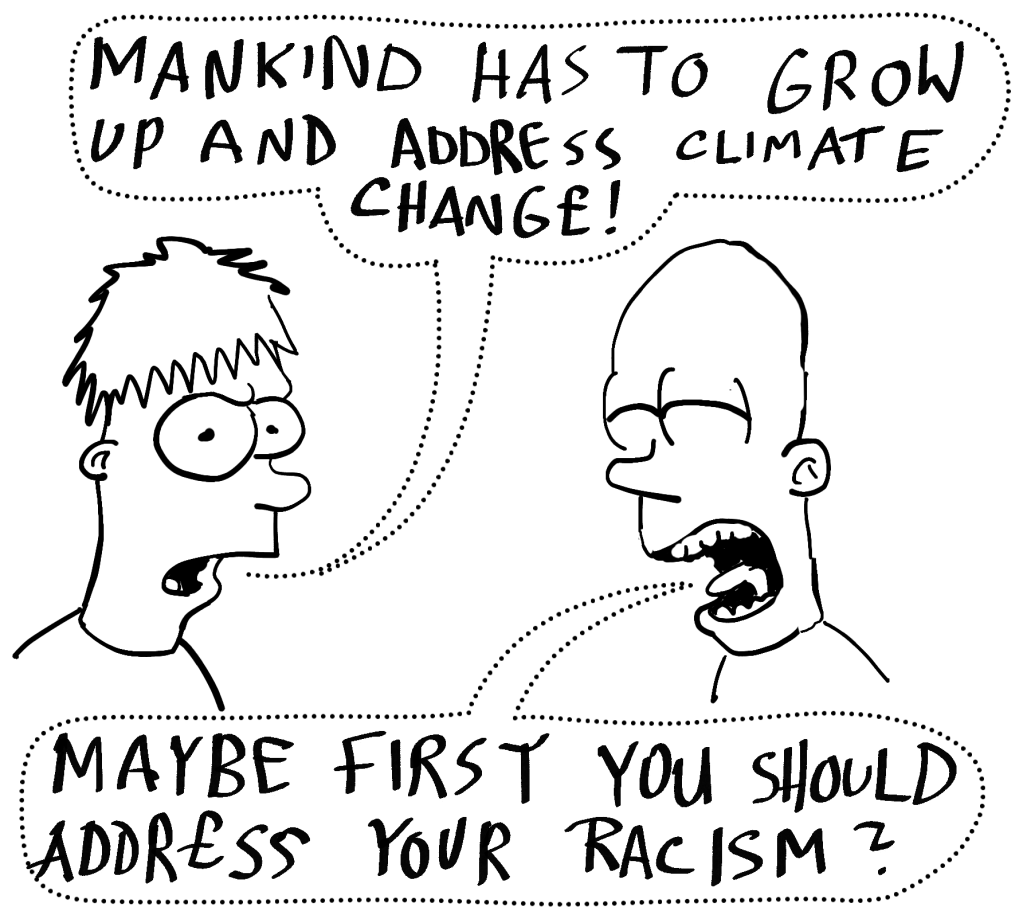 MANKIND HAS TO GROW
UP AND ADDRESS CLIMATE
CHANGE!
MAYBE FIRST YOU SHOULD
ADDRESS YOUR RACISM?